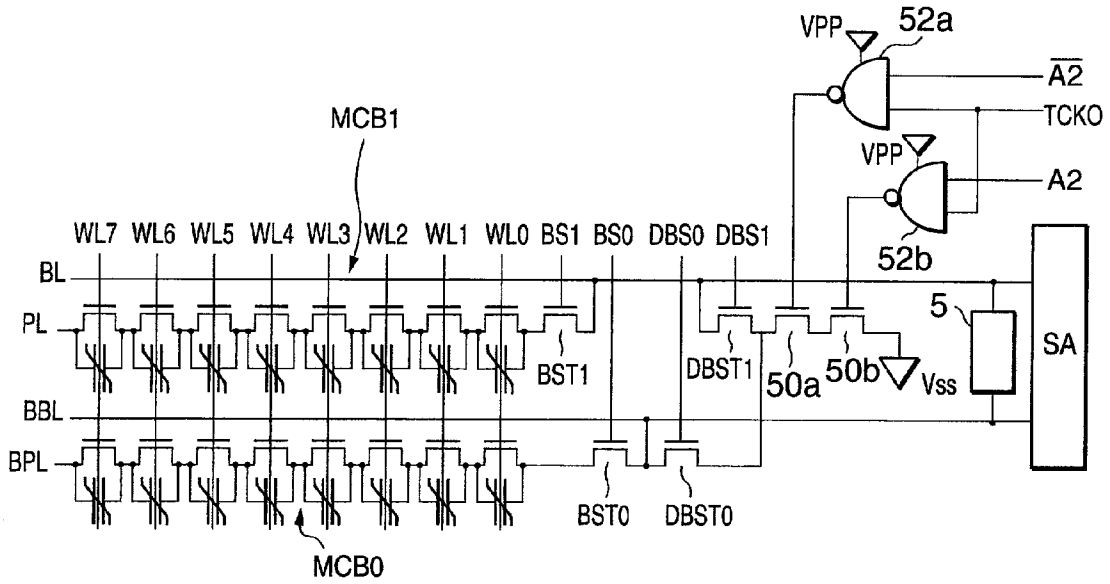 52a
VPP
A2
TCKO
MCB1
VPP
A2
WL7 WL6 WL5 WL4 WL3 WL2 WL1 WL0 BS1 BS0 DBS0 DBS1
52b
BL
5
PL
SA
BST1
DBST1
50a
50b
Vss
BBL
BPL
BST0
DBST0
MCB0